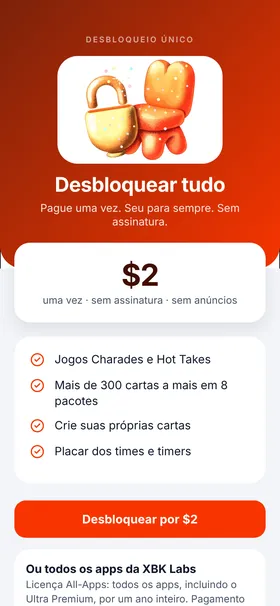 DESBLOQUEIO ÚNICO
Desbloquear tudo
Pague uma vez. Seu para sempre. Sem
assinatura.
$2
uma vez · sem assinatura · sem anúncios
Jogos Charades e Hot Takes
Mais de 300 cartas a mais em 8
pacotes
Crie suas próprias cartas
Placar dos times e timers
Desbloquear por $2
Ou todos os apps da XBK Labs
Licença All-Apps: todos os apps, incluindo o
Ultra Premium, por um ano inteiro. Pagamento